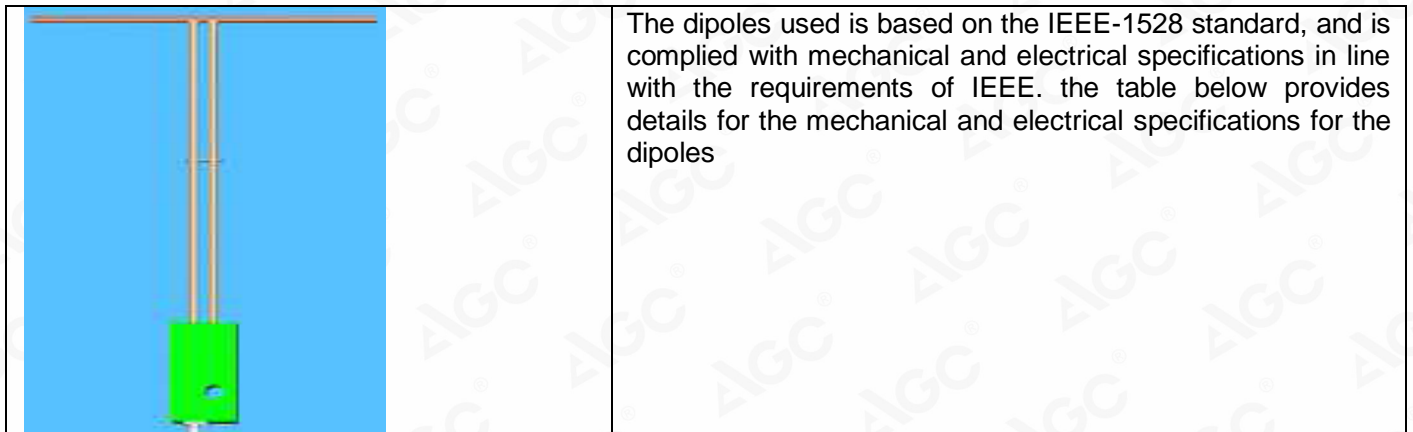 The dipoles used is based on the IEEE-1528 standard, and is
complied with mechanical and electrical specifications in line
with the requirements of IEEE. the table below provides
details for the mechanical and electrical specifications for the
dipoles